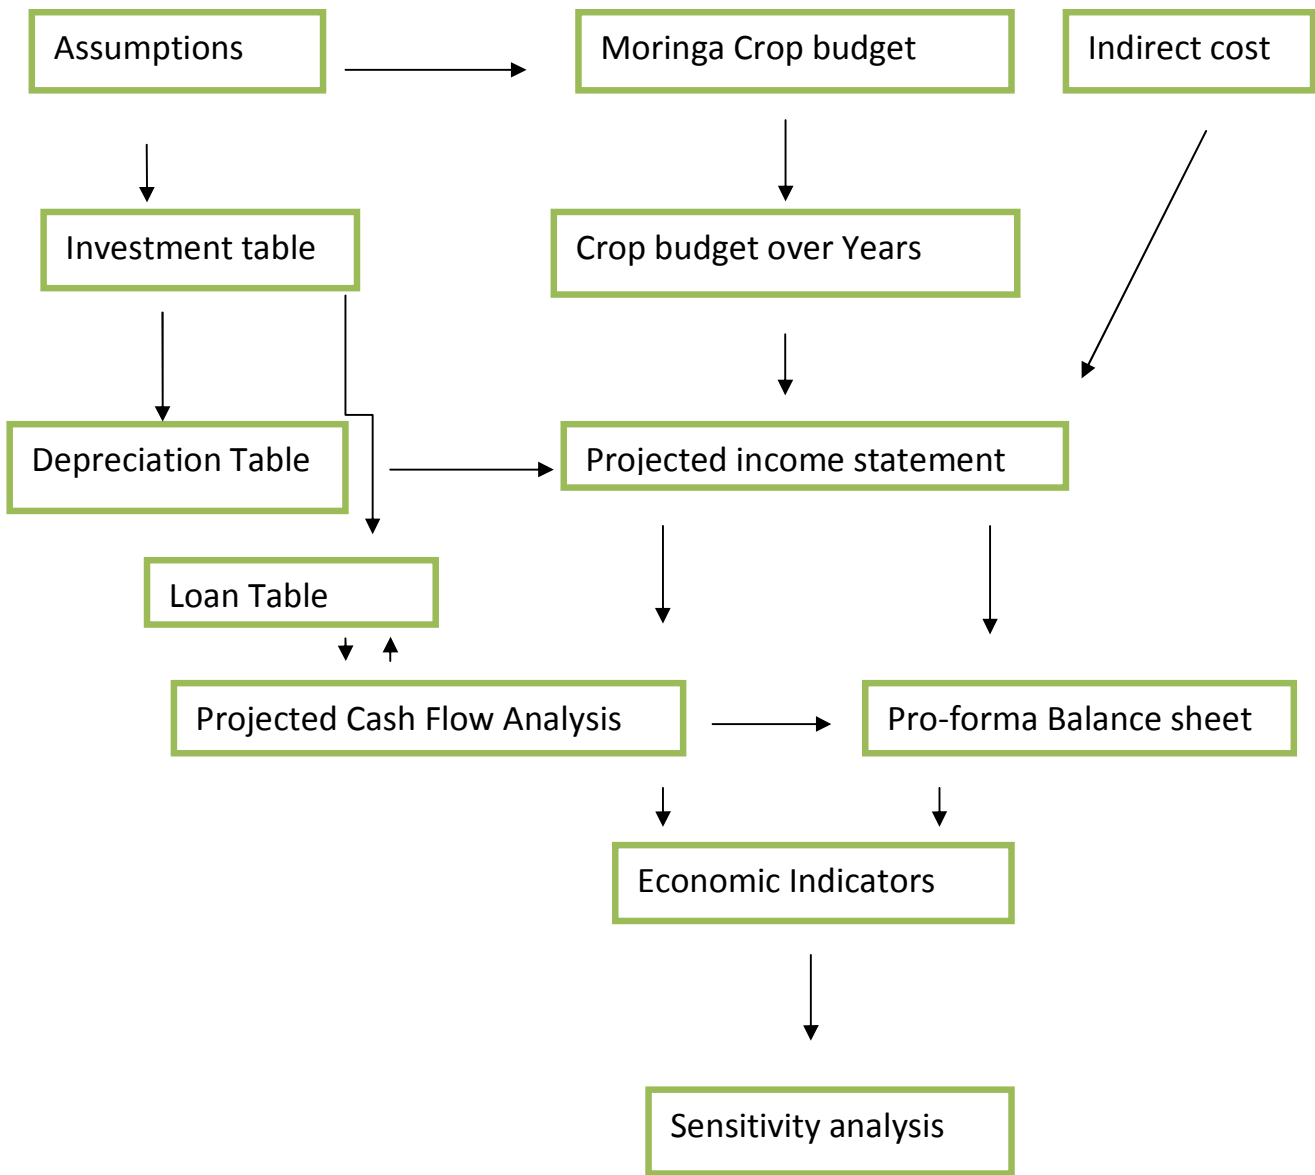 Assumptions
Moringa Crop budget
Indirect cost
Investment table
Crop budget over Years
Depreciation Table
Projected income statement
Loan Table
Projected Cash Flow Analysis
Pro-forma Balance sheet
Economic Indicators
Sensitivity analysis